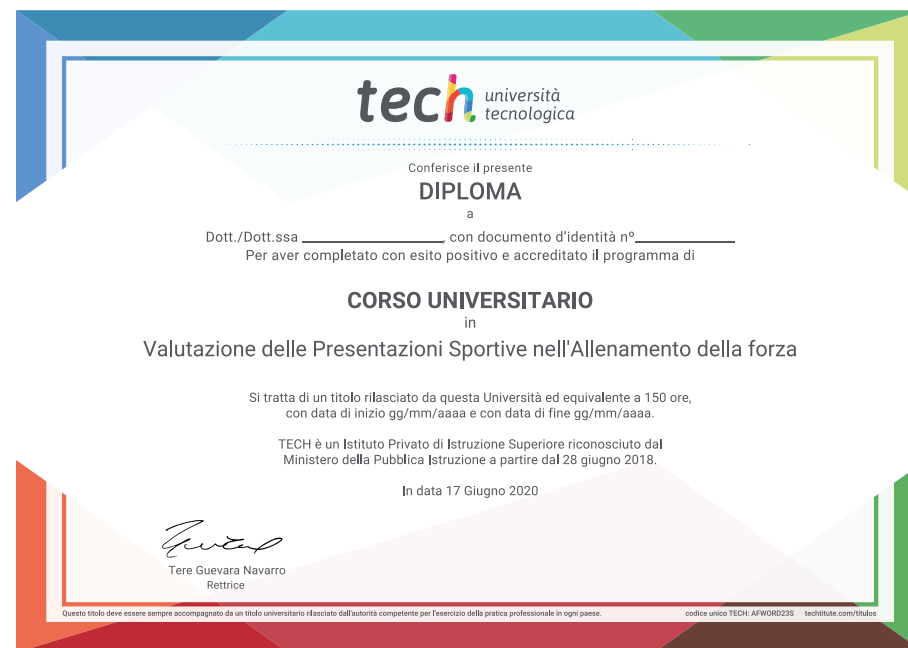 tech università
tecnologica
Conferisce il presente
DIPLOMA
a
Dott./Dott.ssa ____________________, con documento d'identità nº______________
Per aver completato con esito positivo e accreditato il programma di
CORSO UNIVERSITARIO
in
Valutazione delle Presentazioni Sportive nell'Allenamento della forza
Si tratta di un titolo rilasciato da questa Università ed equivalente a 150 ore,
con data di inizio gg/mm/aaaa e con data di fine gg/mm/aaaa.
TECH è un Istituto Privato di Istruzione Superiore riconosciuto dal
Ministero della Pubblica Istruzione a partire dal 28 giugno 2018.
In data 17 Giugno 2020
Tere Guevara Navarro
Rettrice
Questo titolo deve essere sempre accompagnato da un titolo universitario rilasciato dall'autorità competente per l'esercizio della pratica professionale in ogni paese. codice unico TECH: AFWORD23S techtitute.com/titulos